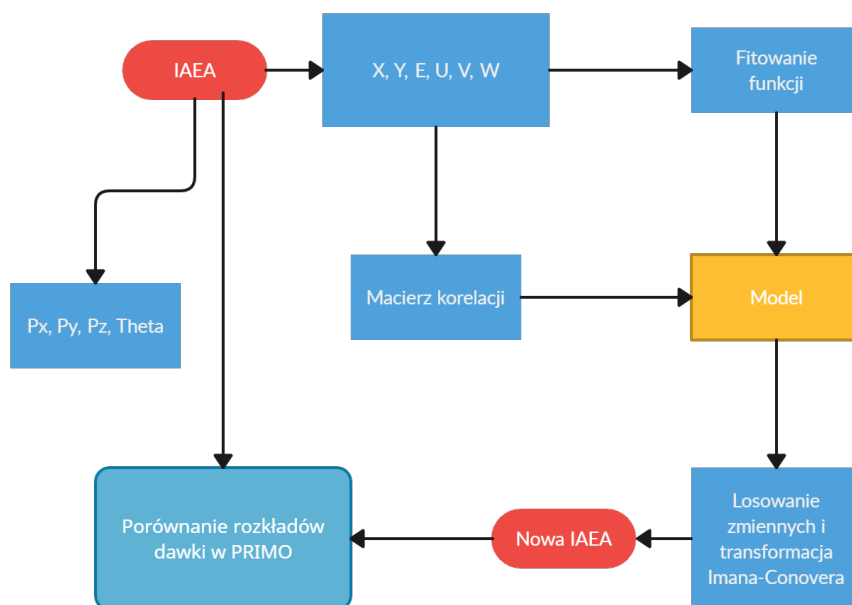 IAEA
X, Y, E, U, V, W
Fitowanie
funkcji
Px, Py, Pz, Theta
Macierz korelacji
Model
Porównanie rozkładów
dawki w PRIMO
Nowa IAEA
Losowanie
zmiennych i
transformacja
Imana-Conovera